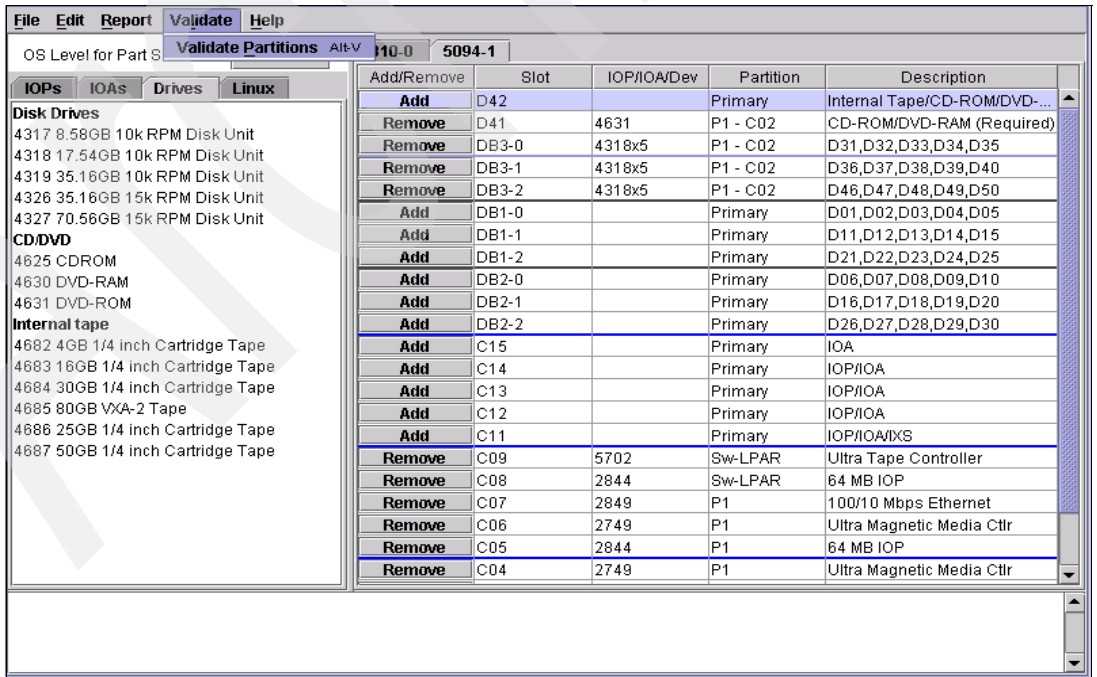 File Edit Report Validate Help
OS Level for Part S Validate Partitions Alt-V 10-0 5094-1
IOPs IOAs Drives Linux
Disk Drives
4317 8.58GB 10k RPM Disk Unit
4318 17.54GB 10k RPM Disk Unit
4319 35.16GB 10k RPM Disk Unit
4326 35.16GB 15k RPM Disk Unit
4327 70.56GB 15k RPM Disk Unit
CD/DVD
4625 CDROM
4630 DVD-RAM
4631 DVD-ROM
Internal tape
4682 4GB 1/4 inch Cartridge Tape
4683 16GB 1/4 inch Cartridge Tape
4684 30GB 1/4 inch Cartridge Tape
4685 80GB VXA-2 Tape
4686 25GB 1/4 inch Cartridge Tape
4687 50GB 1/4 inch Cartridge Tape
Add/Remove Slot IOP/IOA/Dev Partition Description
Add D42 Primary Internal Tape/CD-ROM/DVD-...
Remove D41 4631 P1 - C02 CD-ROM/DVD-RAM (Required)
Remove DB3-0 4318x5 P1 - C02 D31,D32,D33,D34,D35
Remove DB3-1 4318x5 P1 - C02 D36,D37,D38,D39,D40
Remove DB3-2 4318x5 P1 - C02 D46,D47,D48,D49,D50
Add DB1-0 Primary D01,D02,D03,D04,D05
Add DB1-1 Primary D11,D12,D13,D14,D15
Add DB1-2 Primary D21,D22,D23,D24,D25
Add DB2-0 Primary D06,D07,D08,D09,D10
Add DB2-1 Primary D16,D17,D18,D19,D20
Add DB2-2 Primary D26,D27,D28,D29,D30
Add C15 Primary IOA
Add C14 Primary IOP/IOA
Add C13 Primary IOP/IOA
Add C12 Primary IOP/IOA
Add C11 Primary IOP/IOA/IXS
Remove C09 5702 Sw-LPAR Ultra Tape Controller
Remove C08 2844 Sw-LPAR 64 MB IOP
Remove C07 2849 P1 100/10 Mbps Ethernet
Remove C06 2749 P1 Ultra Magnetic Media Ctlr
Remove C05 2844 P1 64 MB IOP
Remove C04 2749 P1 Ultra Magnetic Media Ctlr